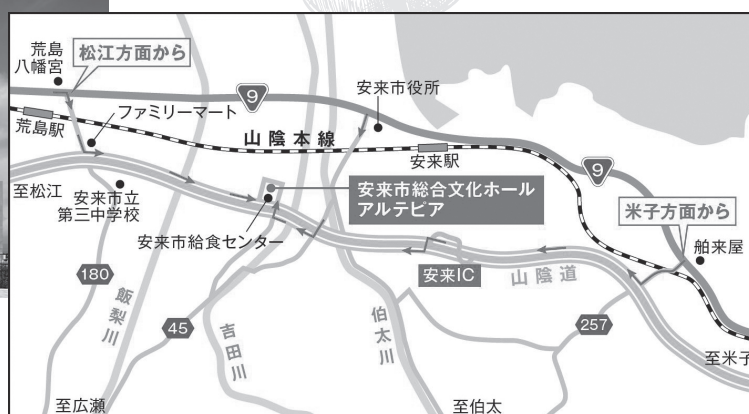 荒島
八幡宮
松江方面から
9
安来市役所
ファミリーマート
荒島駅
山陰本線
安来駅
9
至松江
安来市立
第三中学校
安来市総合文化ホール
アルテピア
米子方面から
安来市給食センター
舶来屋
安来IC
山陰道
180
飯梨川
45
吉田川
伯太川
257
至米子
至広瀬
至伯太